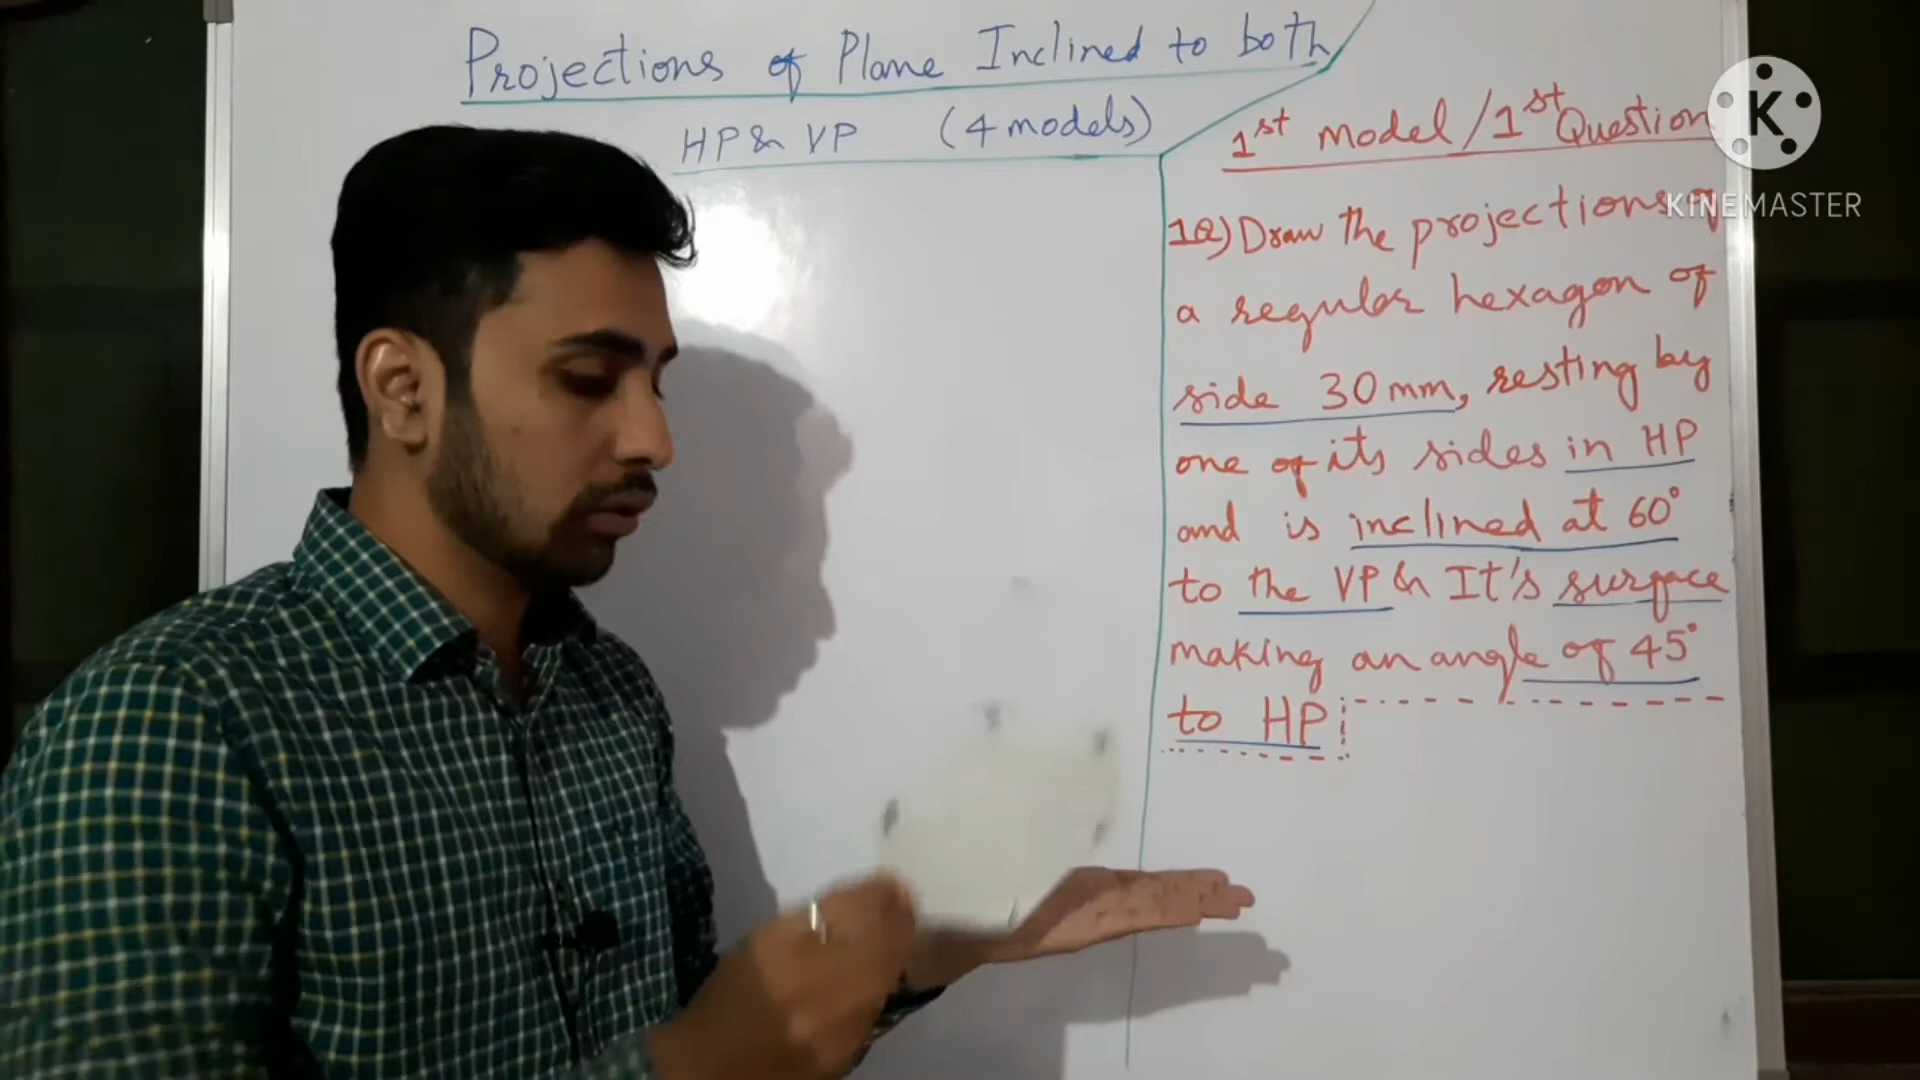 Projections of Plane Inclined to both
HP & VP (4 models)
1st model/1st Question
1Q) Draw the projections of
a regular hexagon of
side 30mm, resting by
one of its sides in HP
and is inclined at 60°
to the VP & It's surface
making an angle of 45°
to HP
K
KINEMASTER